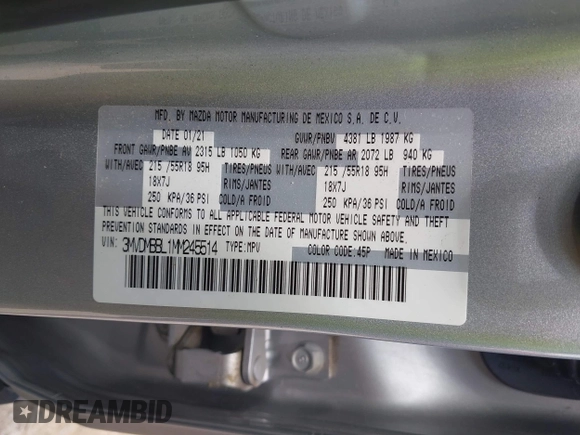 MFD. BY MAZDA MOTOR MANUFACTURING DE MEXICO S.A. DE C.V.
DATE 01/21 GVWR/PNBV 4381 LB 1987 KG
FRONT GAWR/PNBE AV 2315 LB 1050 KG REAR GAWR/PNBE AR 2072 LB 940 KG
WITH/AVEC 215 /55R18 95H TIRES/PNEUS WITH/AVEC 215 /55R18 95H TIRES/PNEUS
18X7J RIMS/JANTES 18X7J RIMS/JANTES
250 KPA/36 PSI COLD/A FROID 250 KPA/36 PSI COLD/A FROID
THIS VEHICLE CONFORMS TO ALL APPLICABLE FEDERAL MOTOR VEHICLE SAFETY AND THEFT
PREVENTION STANDARDS IN EFFECT ON THE DATE OF MANUFACTURE SHOWN ABOVE.
VIN: 3MVDMBBL1MM245514 TYPE: MPV COLOR CODE: 45P MADE IN MEXICO
DREAMBID